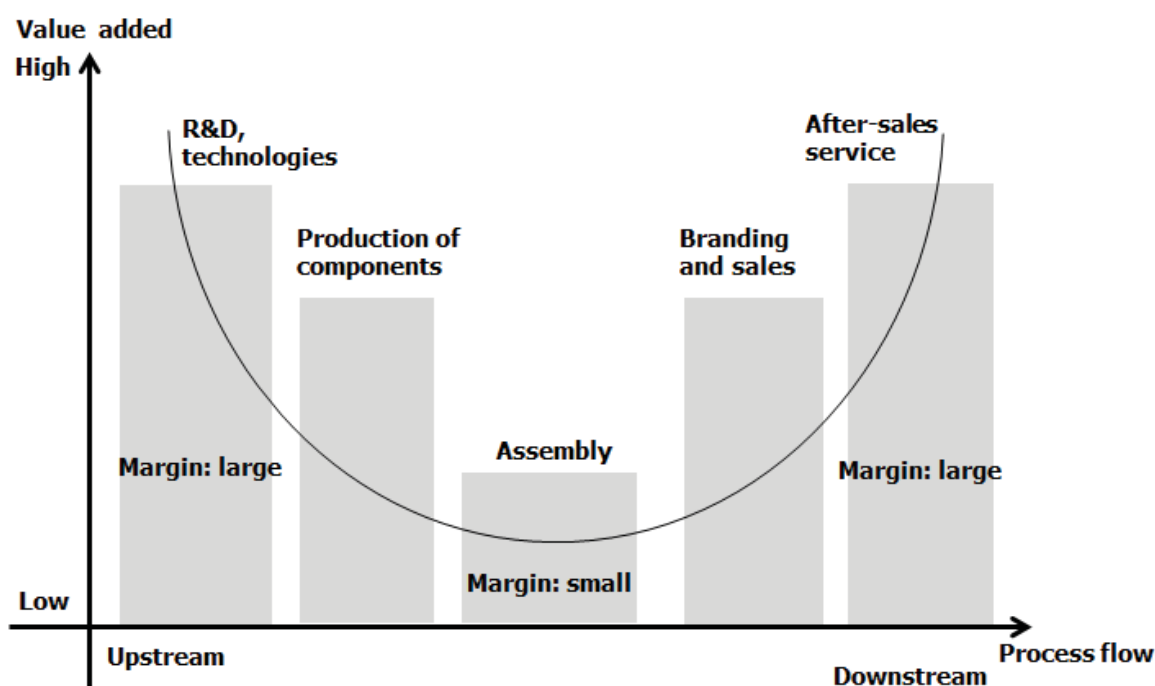 Value added
High
R&D,
technologies
After-sales
service
Production of
components
Branding
and sales
Assembly
Margin: large
Margin: large
Margin: small
Low
Upstream
Process flow
Downstream